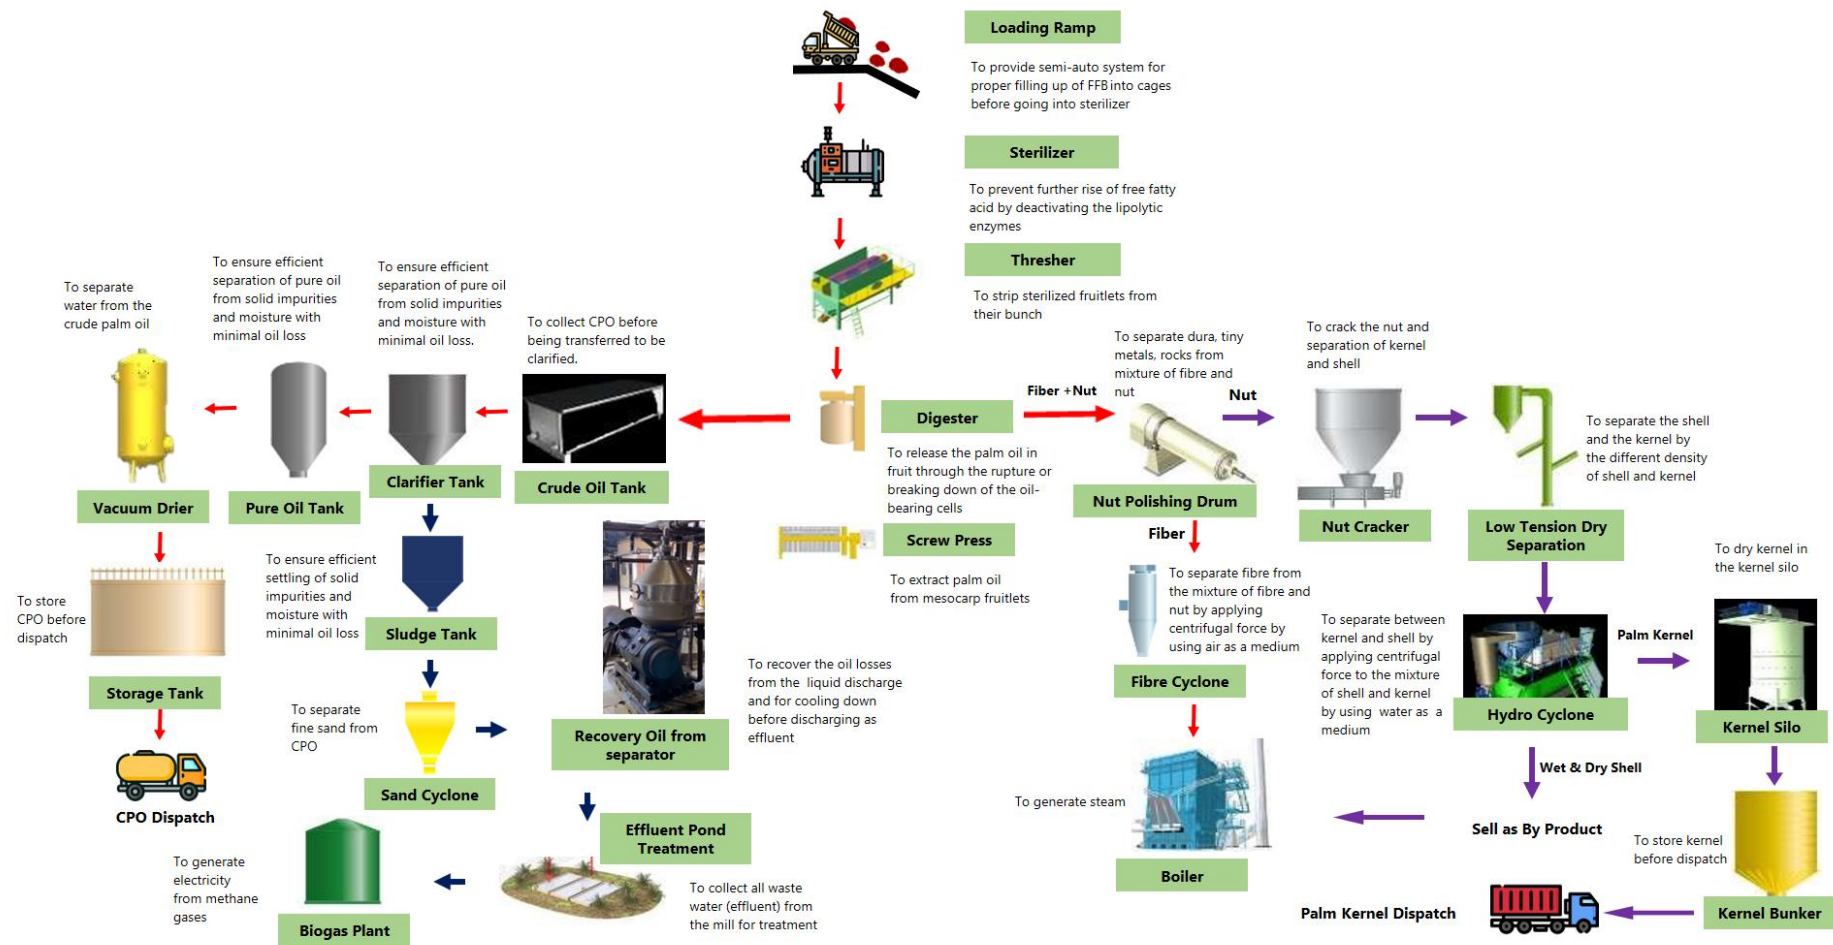 Loading Ramp
To provide semi-auto system for
proper filling up of FFB into cages
before going into sterilizer
Sterilizer
To prevent further rise of free fatty
acid by deactivating the lipolytic
enzymes
Thresher
To strip sterilized fruitlets from
their bunch
To separate
water from the
crude palm oil
To ensure efficient
separation of pure oil
from solid impurities
and moisture with
minimal oil loss
To ensure efficient
separation of pure oil
from solid impurities
and moisture with
minimal oil loss.
To collect CPO before
being transferred to be
clarified.
Vacuum Drier
Pure Oil Tank
Clarifier Tank
Crude Oil Tank
Digester
To release the palm oil in
fruit through the rupture or
breaking down of the oil-
bearing cells
Screw Press
To extract palm oil
from mesocarp fruitlets
Fiber +Nut
To separate dura, tiny
metals, rocks from
mixture of fibre and
nut
Nut Polishing Drum
Nut
To crack the nut and
separation of kernel
and shell
Nut Cracker
To separate the shell
and the kernel by
the different density
of shell and kernel
Low Tension Dry
Separation
Fiber
To separate fibre from
the mixture of fibre and
nut by applying
centrifugal force by
using air as a medium
Fibre Cyclone
To separate between
kernel and shell by
applying centrifugal
force to the mixture
of shell and kernel
by using water as a
medium
Hydro Cyclone
Palm Kernel
To dry kernel in
the kernel silo
Kernel Silo
To store
CPO before
dispatch
Storage Tank
CPO Dispatch
To ensure efficient
settling of solid
impurities and
moisture with
minimal oil loss
Sludge Tank
To separate
fine sand from
CPO
Sand Cyclone
Recovery Oil from
separator
To recover the oil losses
from the liquid discharge
and for cooling down
before discharging as
effluent
Effluent Pond
Treatment
To collect all waste
water (effluent) from
the mill for treatment
To generate
electricity
from methane
gases
Biogas Plant
To generate steam
Boiler
Wet & Dry Shell
Sell as By Product
To store kernel
before dispatch
Kernel Bunker
Palm Kernel Dispatch